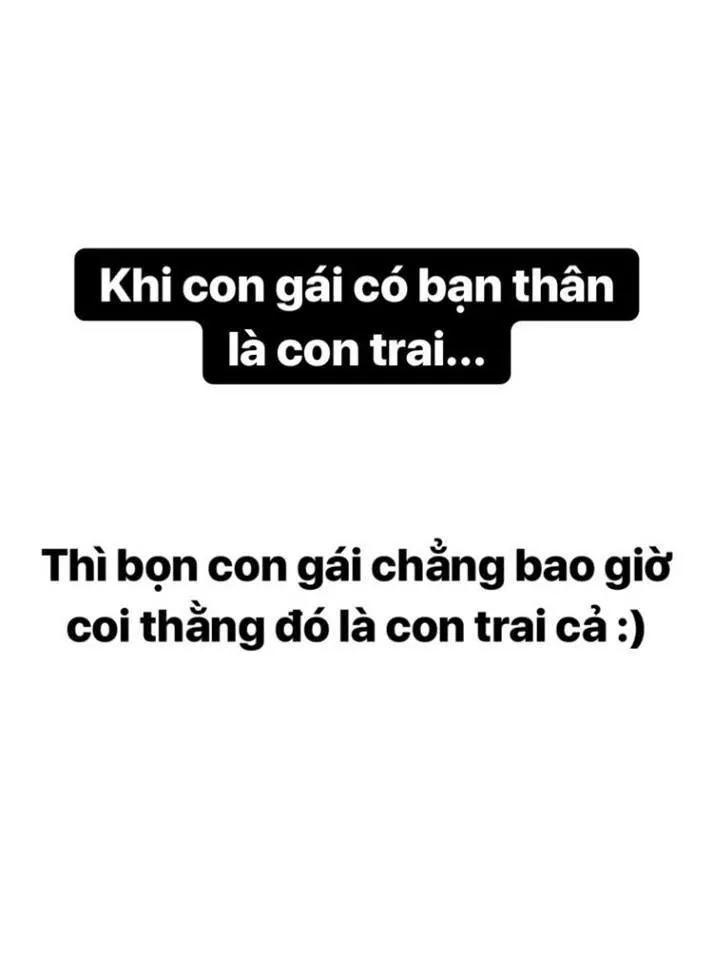 Khi con gái có bạn thân
là con trai...
Thì bọn con gái chẳng bao giờ
coi thằng đó là con trai cả :)